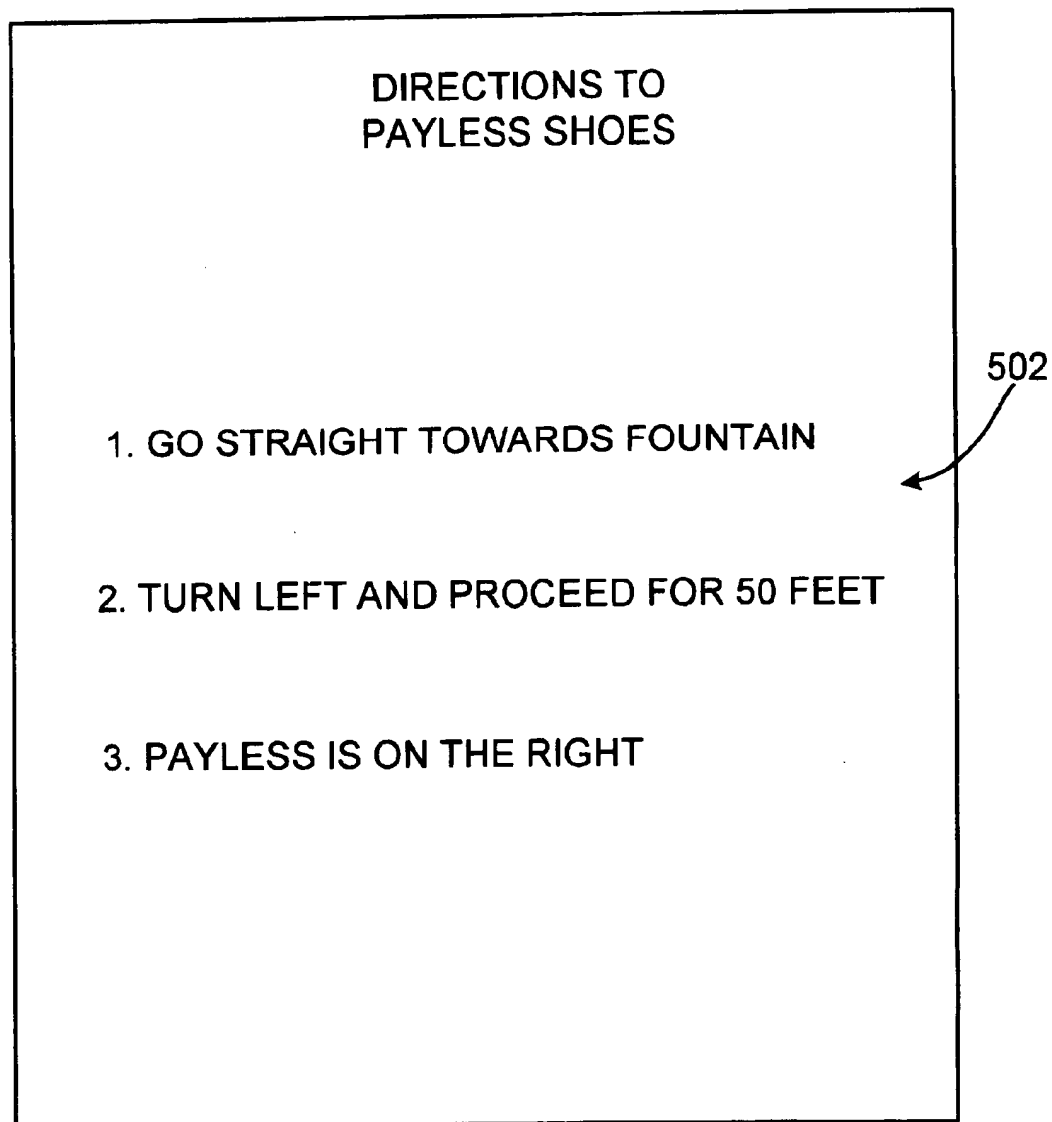 DIRECTIONS TO
PAYLESS SHOES
502
1. GO STRAIGHT TOWARDS FOUNTAIN
2. TURN LEFT AND PROCEED FOR 50 FEET
3. PAYLESS IS ON THE RIGHT